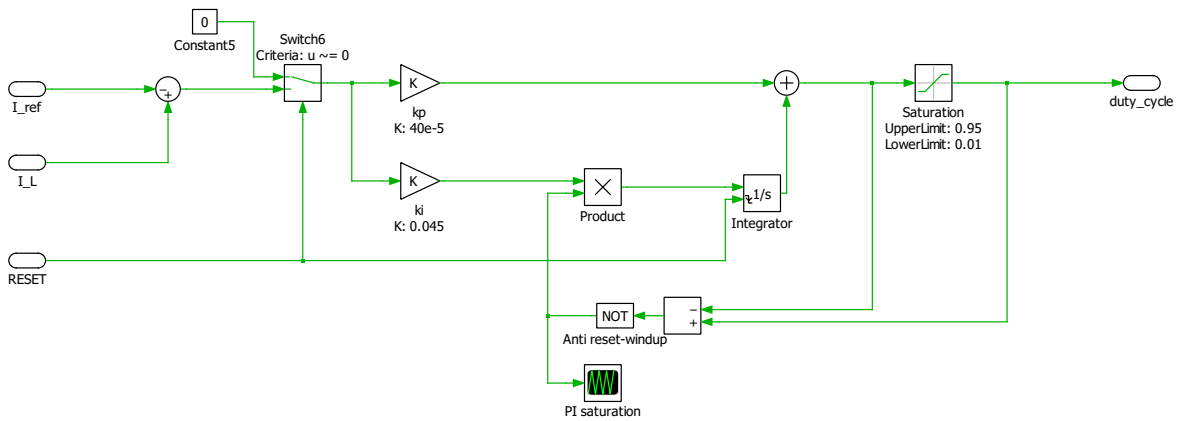 0
Constant5
Switch6
Criteria: u ~= 0
I_ref
−
+
I_L
K
kp
K: 40e-5
+
Saturation
UpperLimit: 0.95
LowerLimit: 0.01
duty_cycle
K
ki
K: 0.045
×
Product
1/s
Integrator
RESET
NOT
Anti reset-windup
−
+
PI saturation